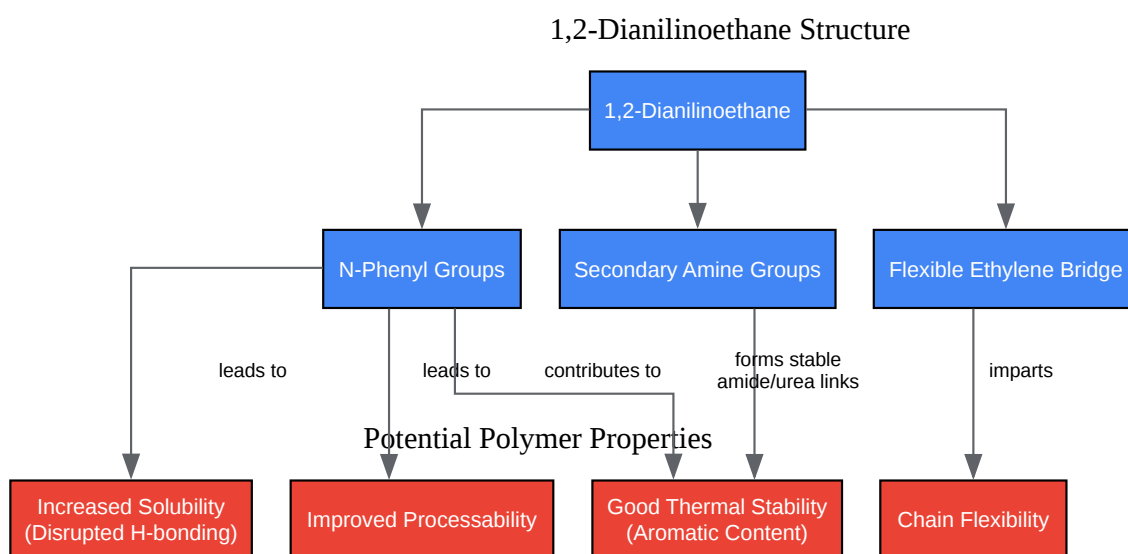 1,2-Dianilinoethane Structure
1,2-Dianilinoethane
N-Phenyl Groups
Secondary Amine Groups
Flexible Ethylene Bridge
leads to
leads to
contributes to
forms stable
amide/urea links
imparts
Potential Polymer Properties
Increased Solubility
(Disrupted H-bonding)
Improved Processability
Good Thermal Stability
(Aromatic Content)
Chain Flexibility